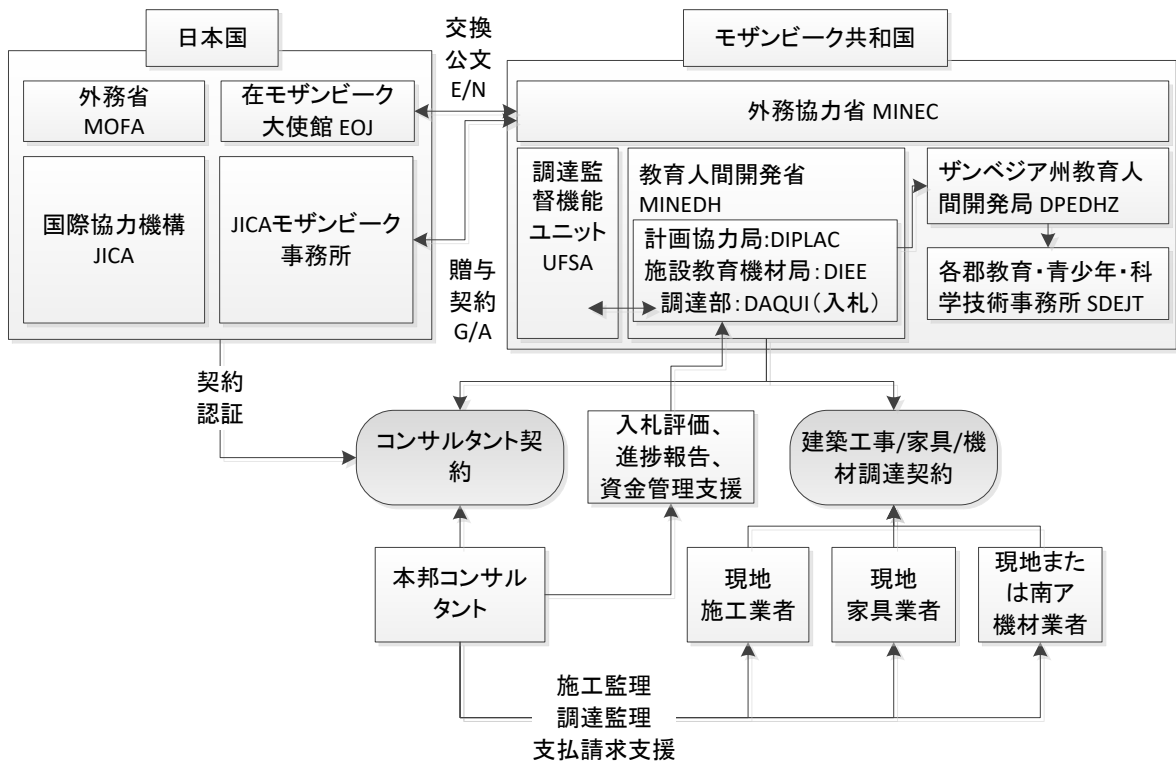 日本国
外務省
MOFA
在モザンビーク
大使館 EOJ
国際協力機構
JICA
JICAモザンビーク
事務所
交換
公文
E/N
贈与
契約
G/A
モザンビーク共和国
外務協力省 MINEC
調達監
督機能
ユニット
UFSA
教育人間開発省
MINEDH
計画協力局:DIPLAC
施設教育機材局:DIEE
調達部:DAQUI(入札)
ザンベジア州教育人
間開発局 DPEDHZ
各郡教育・青少年・科
学技術事務所 SDEJT
契約
認証
コンサルタント契
約
入札評価、
進捗報告、
資金管理支援
建築工事/家具/機
材調達契約
本邦コンサル
タント
現地
施工業者
現地
家具業者
現地また
は南ア
機材業者
施工監理
調達監理
支払請求支援